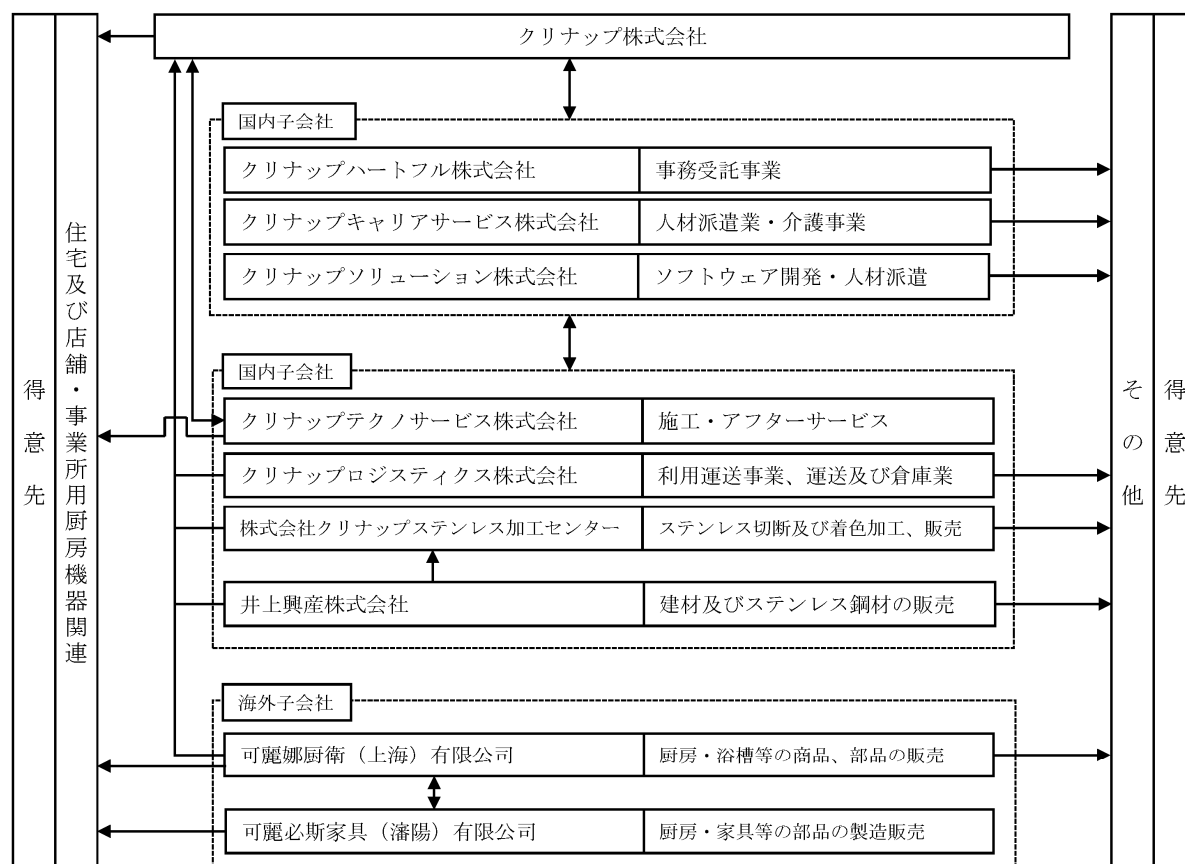 クリナップ株式会社
国内子会社
クリナップハートフル株式会社 事務受託事業
クリナップキャリアサービス株式会社 人材派遣業・介護事業
クリナップソリューション株式会社 ソフトウェア開発・人材派遣
国内子会社
クリナップテクノサービス株式会社 施工・アフターサービス
クリナップロジスティクス株式会社 利用運送事業、運送及び倉庫業
株式会社クリナップステンレス加工センター ステンレス切断及び着色加工、販売
井上興産株式会社 建材及びステンレス鋼材の販売
海外子会社
可麗娜厨衛（上海）有限公司 厨房・浴槽等の商品、部品の販売
可麗必斯家具（瀋陽）有限公司 厨房・家具等の部品の製造販売
得意先
住宅及び店舗・事業所用厨房機器関連
その他
得意先